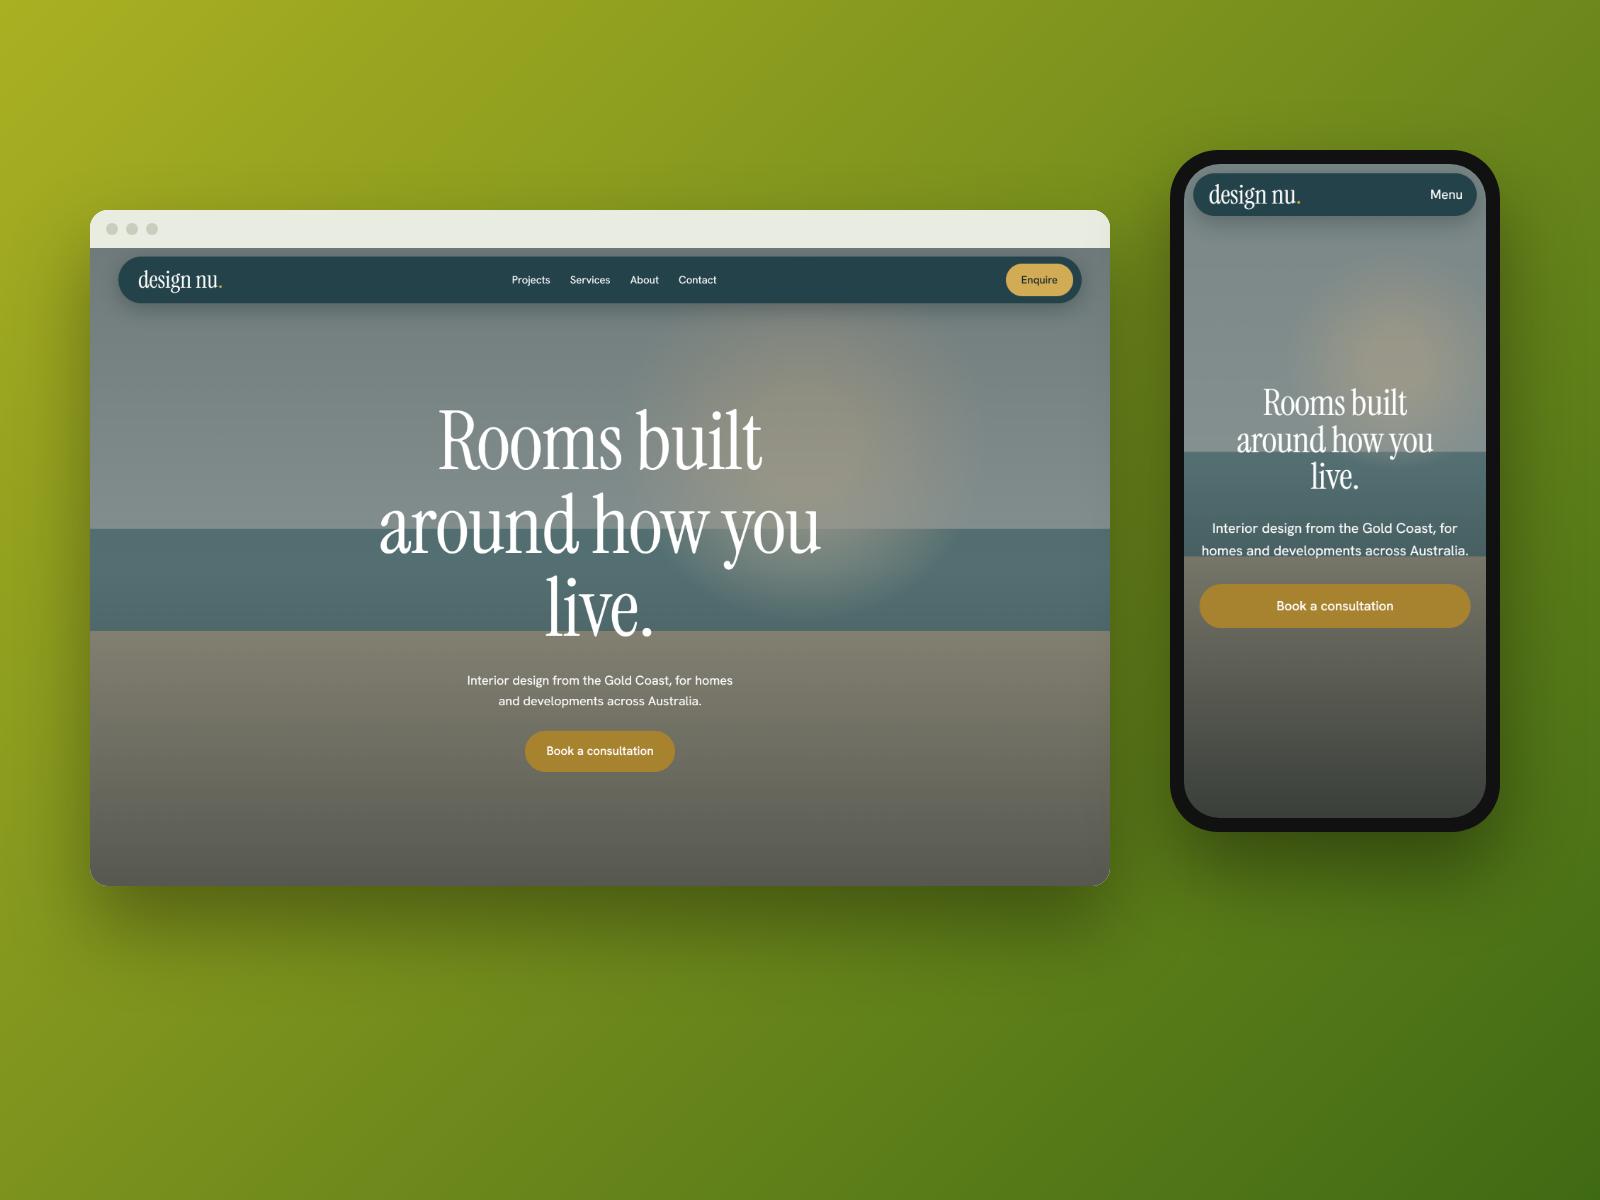 design nu.
Projects Services About Contact
Enquire
Rooms built
around how you
live.
Interior design from the Gold Coast, for homes
and developments across Australia.
Book a consultation
design nu.
Menu
Rooms built
around how you
live.
Interior design from the Gold Coast, for
homes and developments across Australia.
Book a consultation